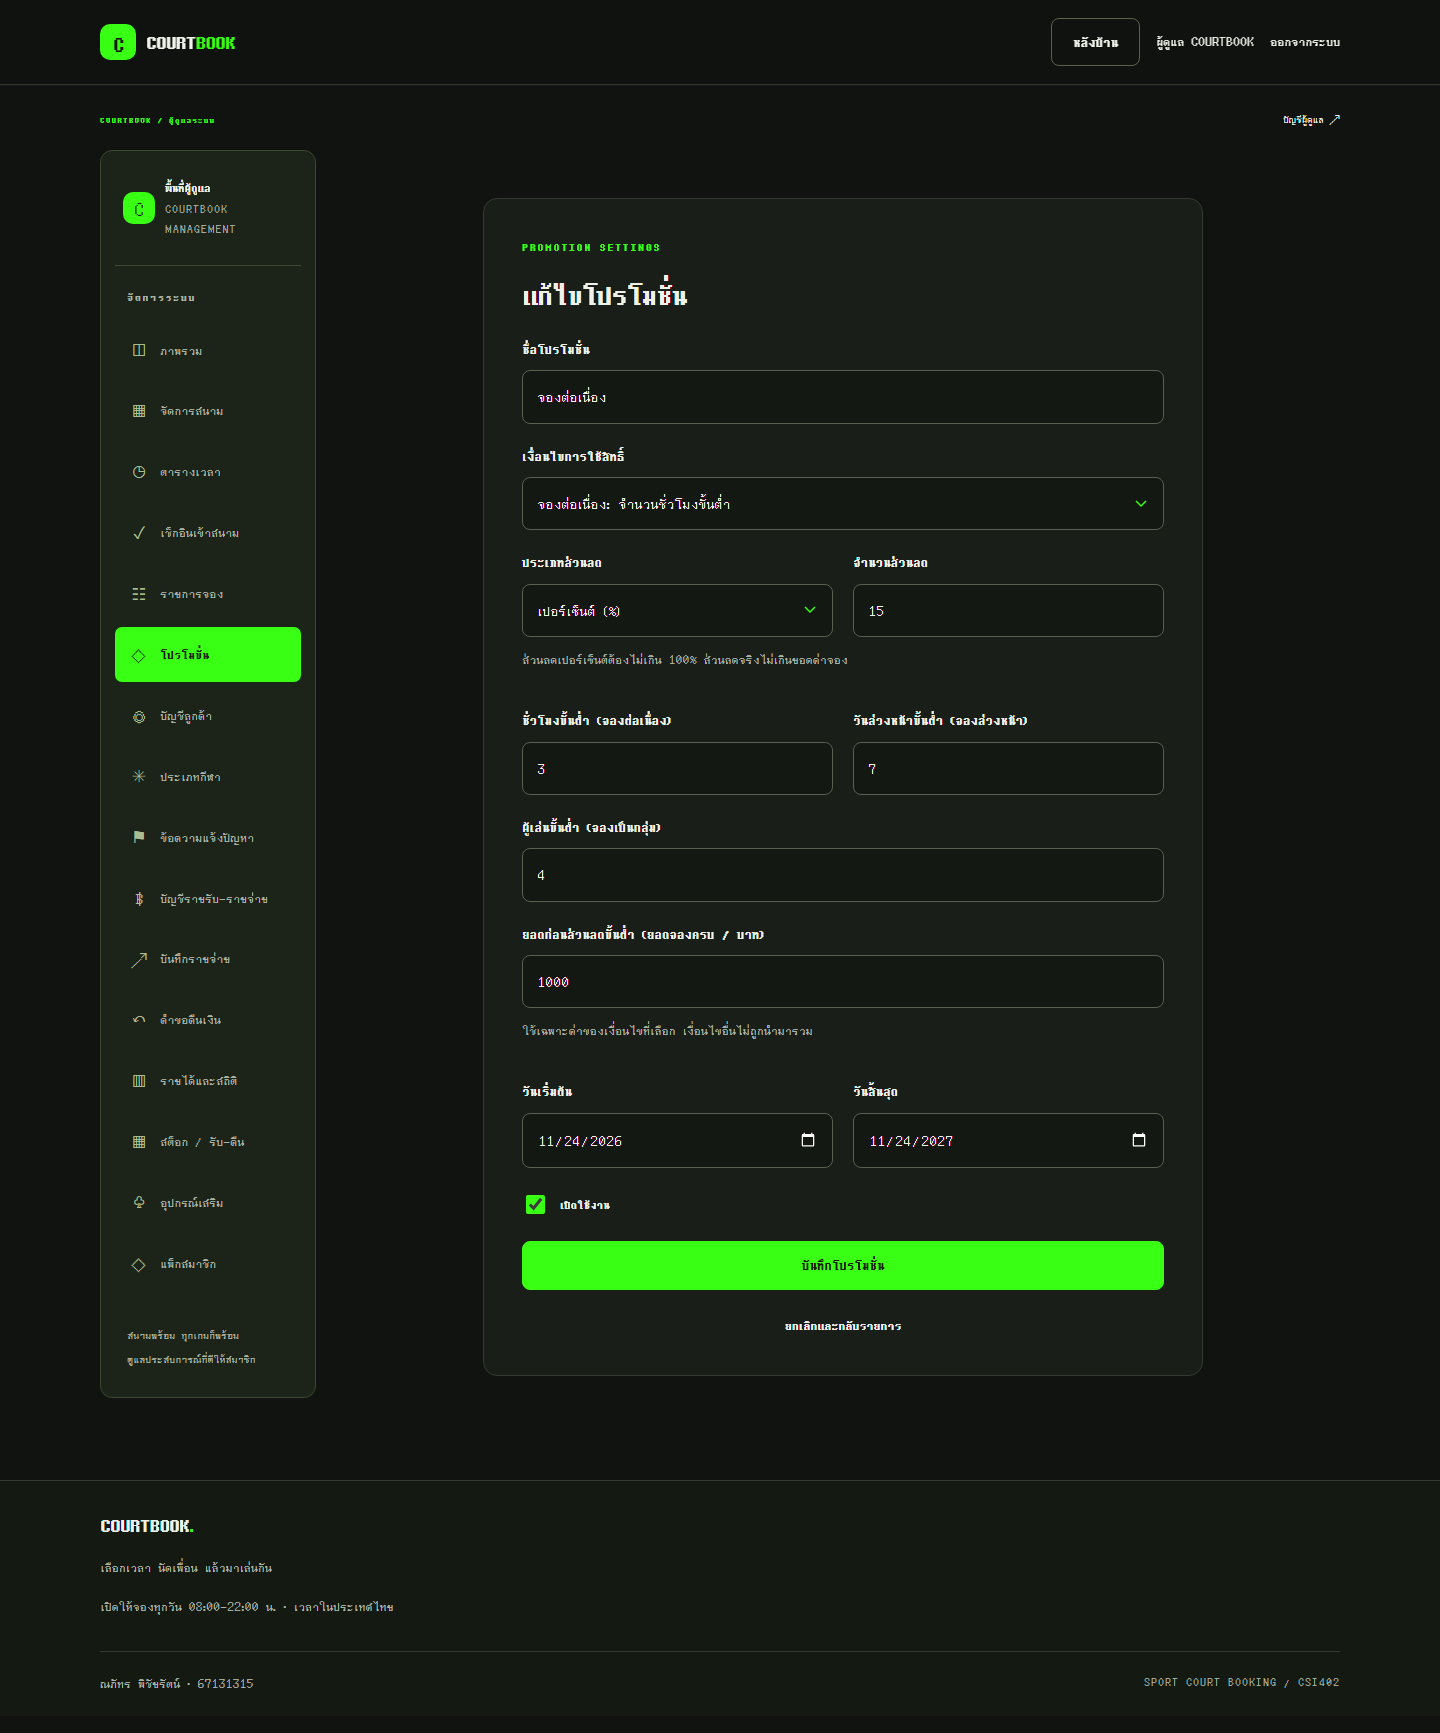 C COURTBOOK
หลังบ้าน ผู้ดูแล COURTBOOK ออกจากระบบ
COURTBOOK / ผู้ดูแลระบบ
บัญชีผู้ดูแล ↗
C
พื้นที่ผู้ดูแล
COURTBOOK
MANAGEMENT
จัดการระบบ
ภาพรวม
จัดการสนาม
ตารางเวลา
เช็กอินเข้าสนาม
รายการจอง
โปรโมชั่น
บัญชีลูกค้า
ประเภทกีฬา
ข้อความแจ้งปัญหา
บัญชีรายรับ-รายจ่าย
บันทึกรายจ่าย
คำขอคืนเงิน
รายได้และสถิติ
สต็อก / รับ-คืน
อุปกรณ์เสริม
แพ็กสมาชิก
สนามพร้อม ทุกเกมก็พร้อม
ดูแลประสบการณ์ที่ดีให้สมาชิก
PROMOTION SETTINGS
แก้ไขโปรโมชั่น
ชื่อโปรโมชั่น
จองต่อเนื่อง
เงื่อนไขการใช้สิทธิ์
จองต่อเนื่อง: จำนวนชั่วโมงขั้นต่ำ
ประเภทส่วนลด
จำนวนส่วนลด
เปอร์เซ็นต์ (%)
15
ส่วนลดเปอร์เซ็นต์ต้องไม่เกิน 100% ส่วนลดจริงไม่เกินยอดค่าจอง
ชั่วโมงขั้นต่ำ (จองต่อเนื่อง)
วันล่วงหน้าขั้นต่ำ (จองล่วงหน้า)
3
7
ผู้เล่นขั้นต่ำ (จองเป็นกลุ่ม)
4
ยอดก่อนส่วนลดขั้นต่ำ (ยอดจองครบ / บาท)
1000
ใช้เฉพาะค่าของเงื่อนไขที่เลือก เงื่อนไขอื่นไม่ถูกนำมารวม
วันเริ่มต้น
วันสิ้นสุด
11/24/2026
11/24/2027
เปิดใช้งาน
บันทึกโปรโมชั่น
ยกเลิกและกลับรายการ
COURTBOOK.
เลือกเวลา นัดเพื่อน แล้วมาเล่นกัน
เปิดให้จองทุกวัน 08:00–22:00 น. · เวลาในประเทศไทย
ณภัทร พิชัยรัตน์ · 67131315
SPORT COURT BOOKING / CSI402